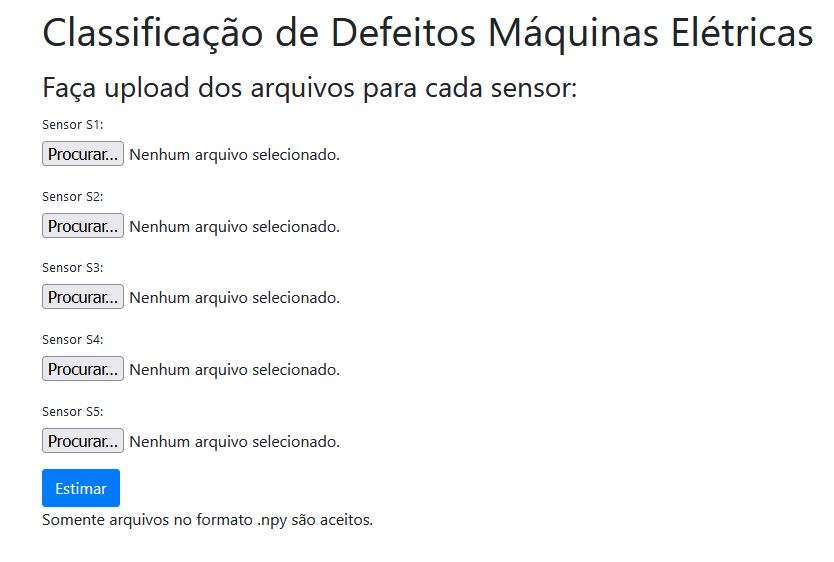 Classificação de Defeitos Máquinas Elétricas
Faça upload dos arquivos para cada sensor:
Sensor S1:
Procurar... Nenhum arquivo selecionado.
Sensor S2:
Procurar... Nenhum arquivo selecionado.
Sensor S3:
Procurar... Nenhum arquivo selecionado.
Sensor S4:
Procurar... Nenhum arquivo selecionado.
Sensor S5:
Procurar... Nenhum arquivo selecionado.
Estimar
Somente arquivos no formato .npy são aceitos.